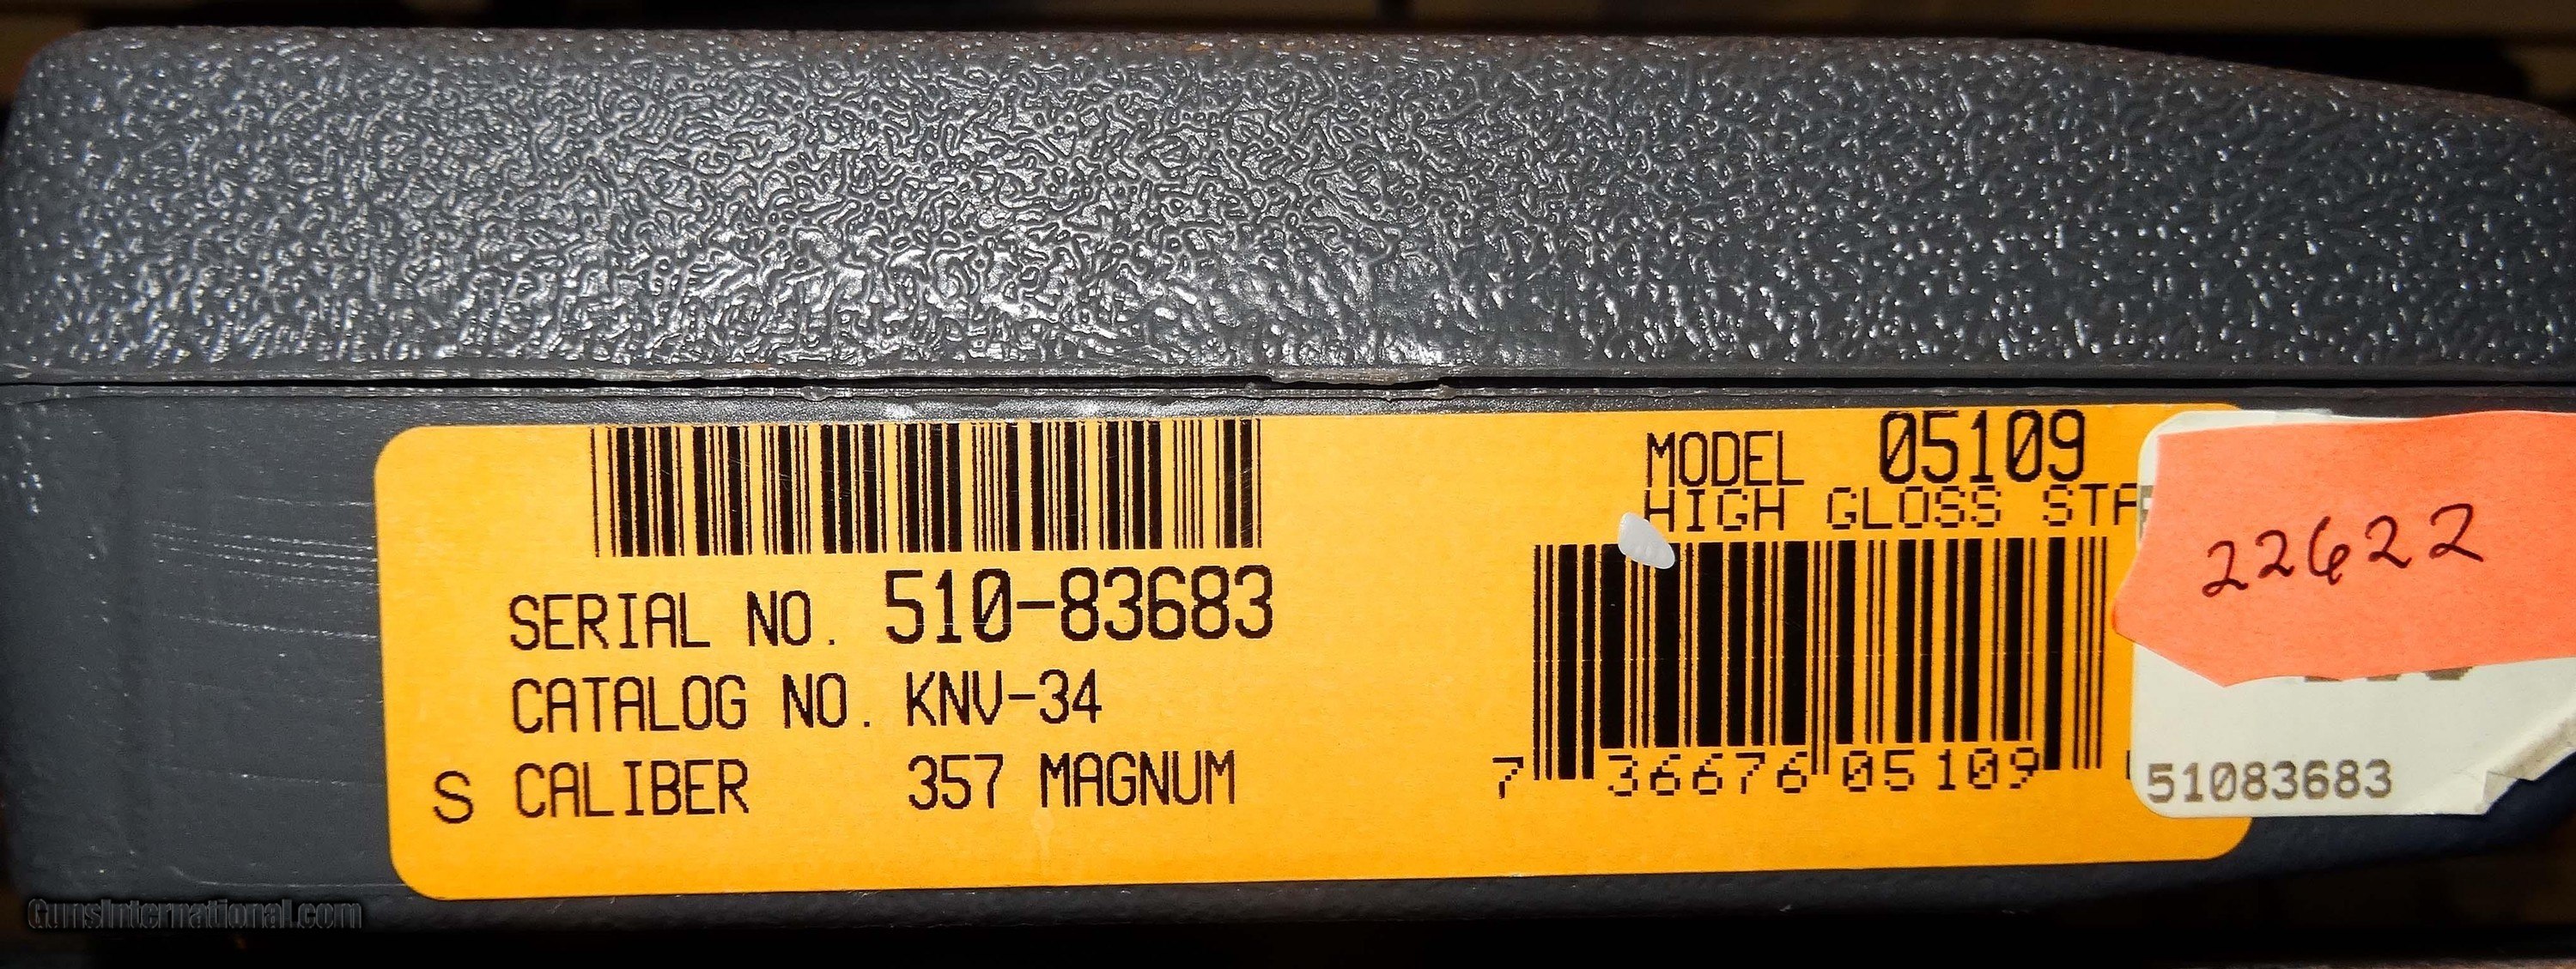 MODEL 05109
HIGH GLOSS
22622
SERIAL NO. 510-83683
CATALOG NO. KNV-34
S CALIBER 357 MAGNUM
7 36676 05109
51083683
GunsInternational.com